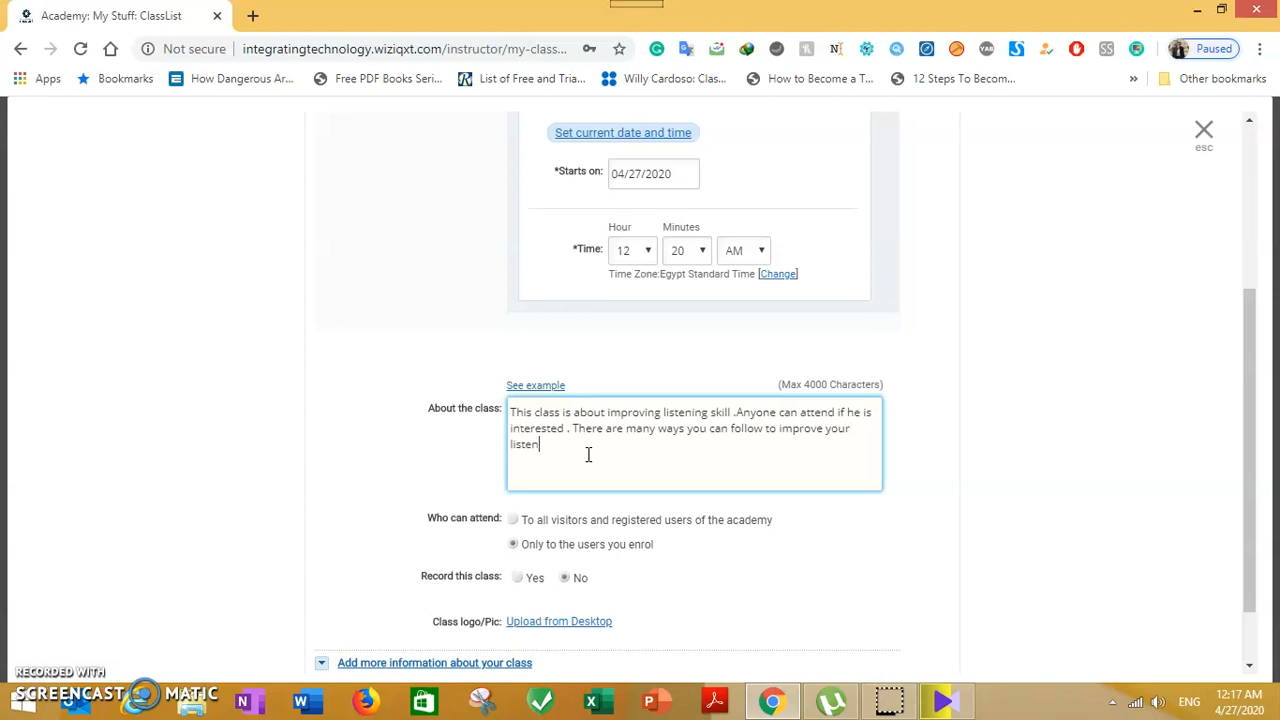 Academy: My Stuff: ClassList
Not secure
integratingtechnology.wiziqxt.com/instructor/my-class...
Paused
Apps
Bookmarks
How Dangerous Ar...
Free PDF Books Seri...
List of Free and Tria...
Willy Cardoso: Clas...
How to Become a T...
12 Steps To Becom...
»
Other bookmarks
esc
Set current date and time
*Starts on: 04/27/2020
Hour Minutes
*Time: 12 20 AM
Time Zone:Egypt Standard Time [Change]
See example (Max 4000 Characters)
About the class:
This class is about improving listening skill .Anyone can attend if he is
interested . There are many ways you can follow to improve your
listen
Who can attend: To all visitors and registered users of the academy
Only to the users you enrol
Record this class: Yes No
Class logo/Pic: Upload from Desktop
Add more information about your class
RECORDED WITH
SCREENCAST MATIC
ENG
12:17 AM
4/27/2020